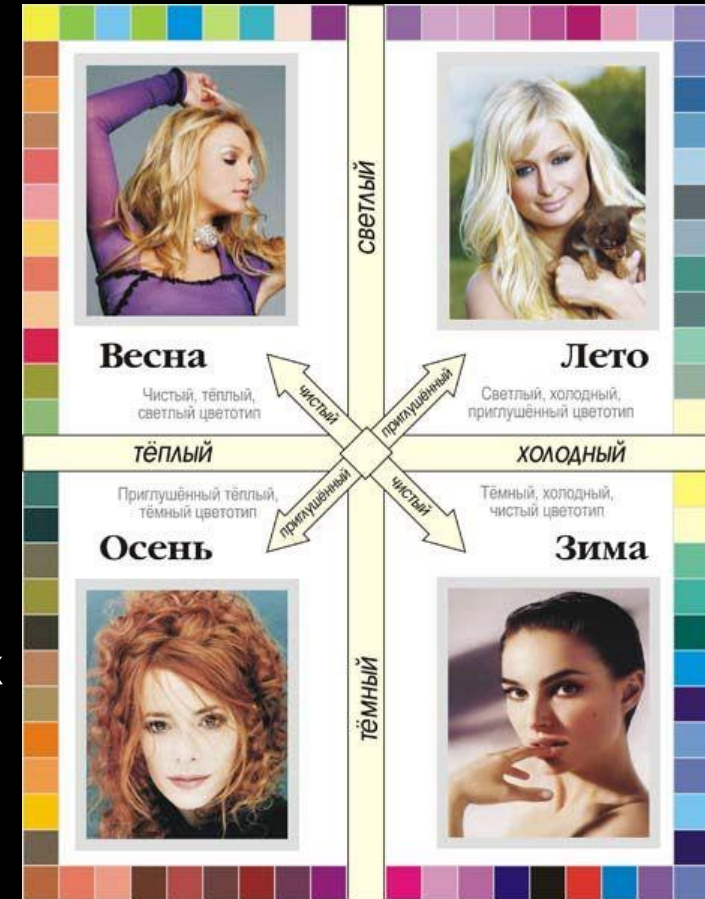 СВЕТЛЫЙ
Весна
Чистый, тёплый,
светлый цветотип
Лето
Светлый, холодный,
приглушённый цветотип
чистый
приглушённый
ТЁПЛЫЙ
ХОЛОДНЫЙ
приглушённый
чистый
Приглушённый тёплый,
тёмный цветотип
Осень
Тёмный, холодный,
чистый цветотип
Зима
ТЁМНЫЙ